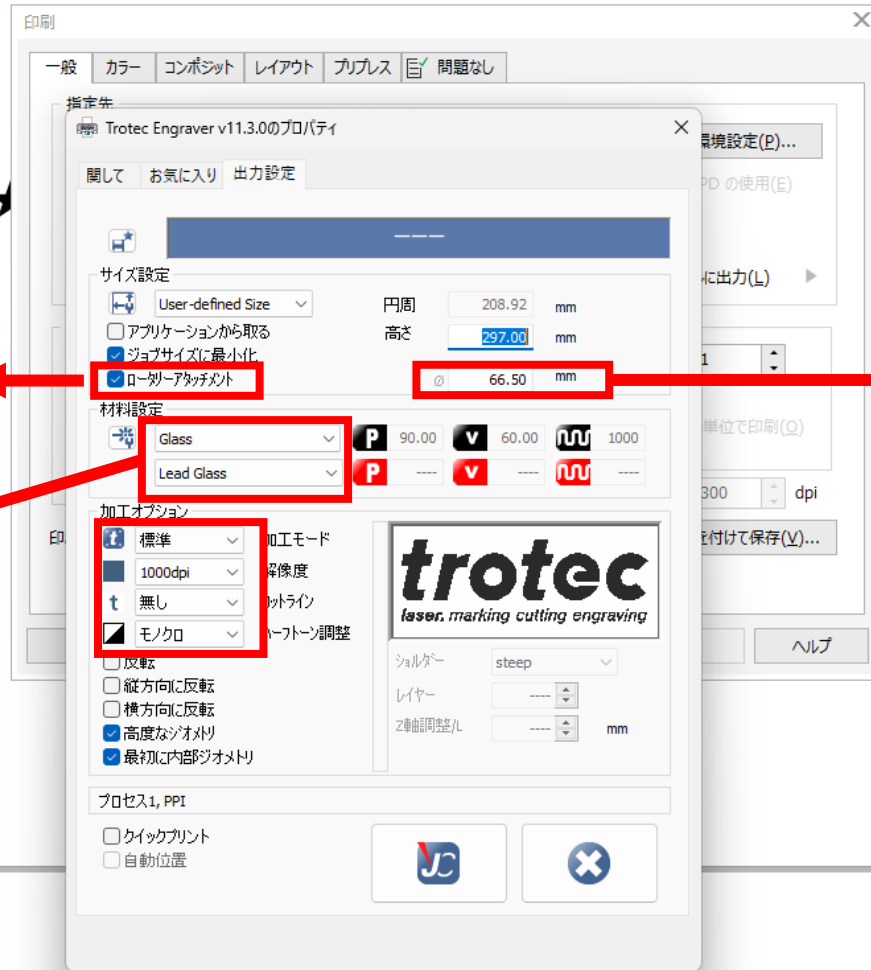 印刷
一般 カラー コンポジット レイアウト プリプレス 問題なし
指定先
Trotec Engraver v11.3.0のプロパティ
環境設定(P)...
関して お気に入り 出力設定
PD の使用(E)
---
サイズ設定
に出力(L)
User-defined Size 円周 208.92 mm
アプリケーションから取る 高さ 297.00 mm
ジョブサイズに最小化
1
ロータリーアタッチメント ∅ 66.50 mm
材料設定
単位で印刷(O)
Glass P 90.00 v 60.00 1000
Lead Glass P ---- v ---- ----
300 dpi
加工オプション
印
標準 加工モード
を付けて保存(V)...
1000dpi 解像度
t 無し カットライン
モノクロ ハーフトーン調整
trotec
laser. marking cutting engraving
ヘルプ
反転
ショルダー steep
縦方向に反転
レイヤー ----
横方向に反転
Z軸調整/L ---- mm
高度なジオメトリ
最初に内部ジオメトリ
プロセス1, PPI
クイックプリント
自動位置
JC